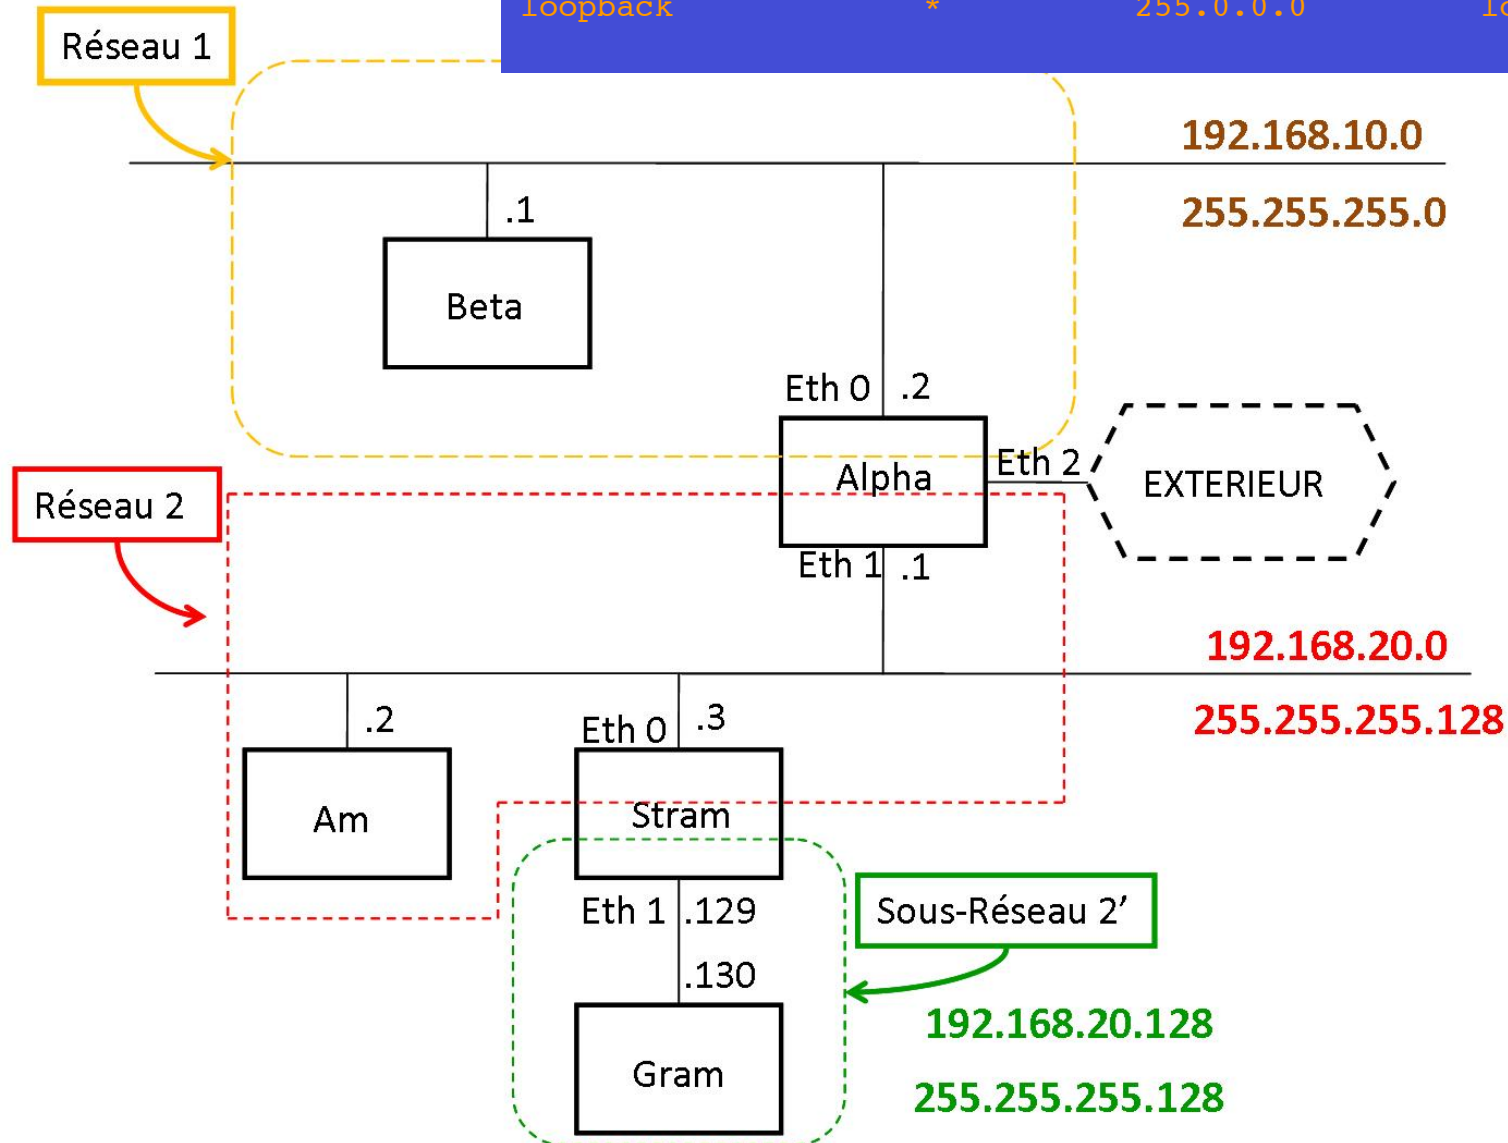 loopback * 255.0.0.0
Réseau 1
192.168.10.0
255.255.255.0
.1
Beta
Eth 0 .2
Alpha
Eth 2
EXTERIEUR
Réseau 2
Eth 1 .1
192.168.20.0
255.255.255.128
.2
Eth 0 .3
Am
Stram
Eth 1 .129
Sous-Réseau 2’
.130
192.168.20.128
Gram
255.255.255.128